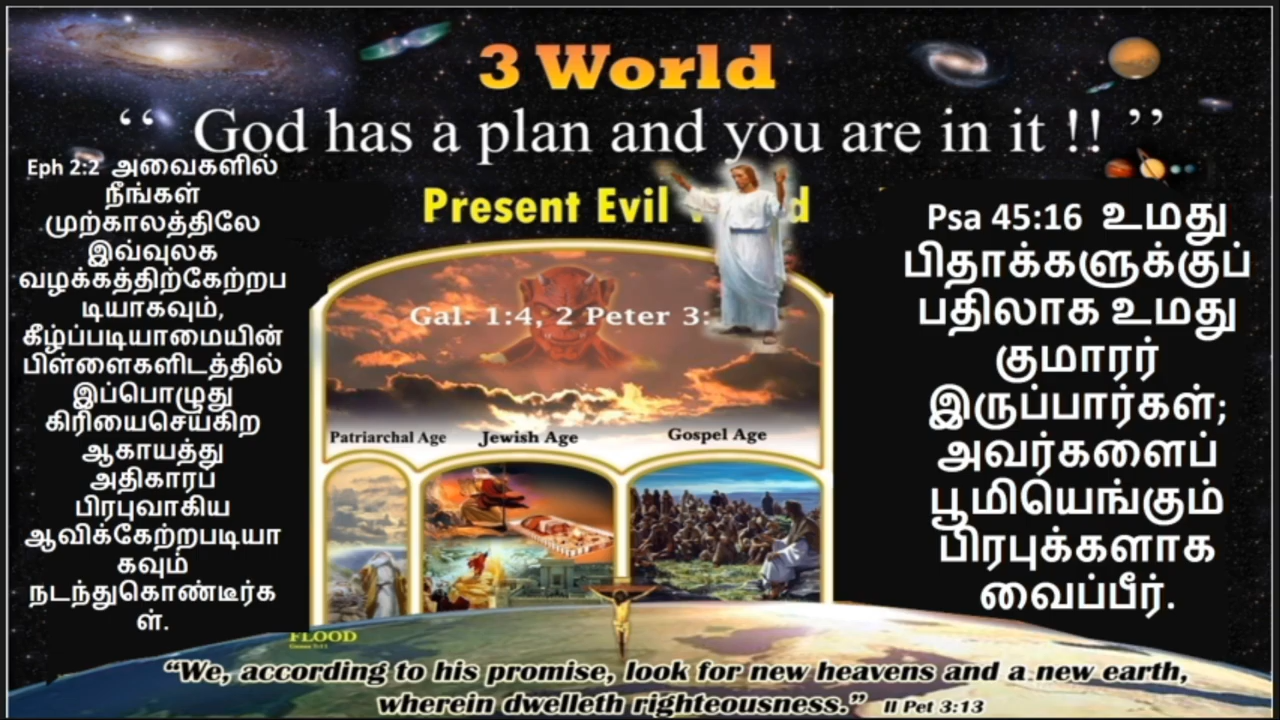 3 World
‘‘ God has a plan and you are in it !! ’’
Eph 2:2 அவைகளில்
நீங்கள்
முற்காலத்திலே
இவ்வுலக
வழக்கத்திற்கேற்றப
டியாகவும்,
கீழ்ப்படியாமையின்
பிள்ளைகளிடத்தில்
இப்பொழுது
கிரியைசெய்கிற
ஆகாயத்து
அதிகாரப்
பிரபுவாகிய
ஆவிக்கேற்றபடியா
கவும்
நடந்துகொண்டீர்க
ள்.
Present Evil
Gal. 1:4, 2 Peter 3:
Patriarchal Age
Jewish Age
Gospel Age
Psa 45:16 உமது
பிதாக்களுக்குப்
பதிலாக உமது
குமாரர்
இருப்பார்கள்;
அவர்களைப்
பூமியெங்கும்
பிரபுக்களாக
வைப்பீர்.
FLOOD
“We, according to his promise, look for new heavens and a new earth,
wherein dwelleth righteousness.” II Pet 3:13